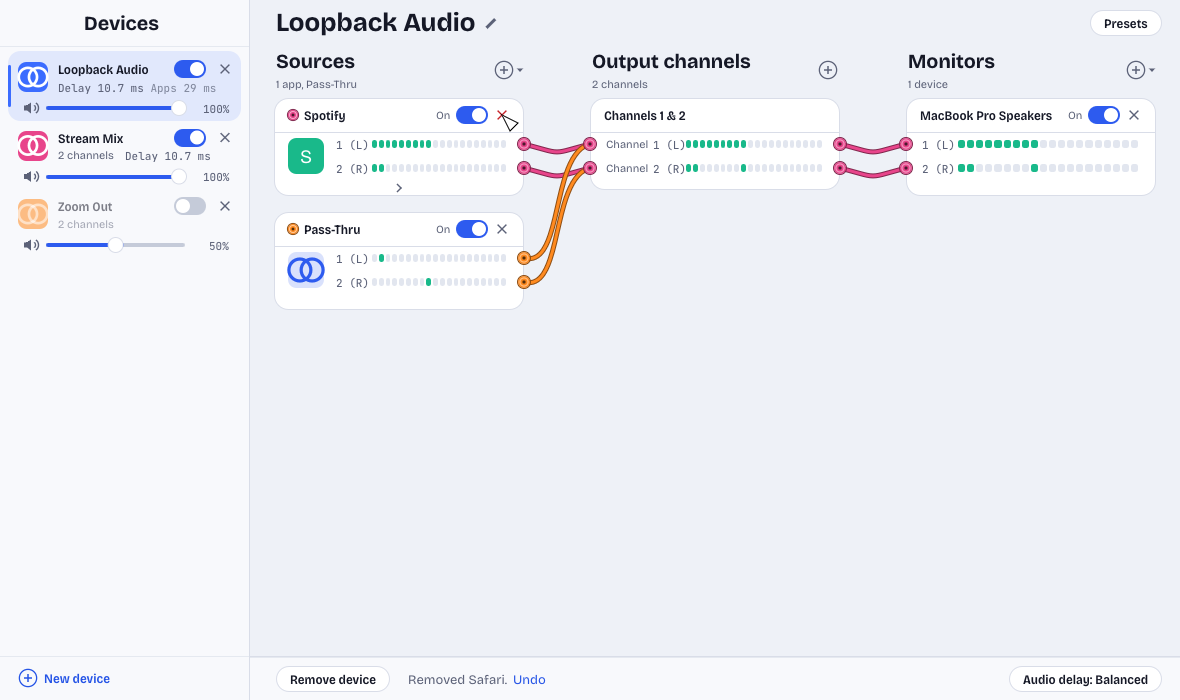 Devices
Loopback Audio
Delay 10.7 ms Apps 29 ms
100%
Stream Mix
2 channels Delay 10.7 ms
100%
Zoom Out
2 channels
50%
New device
Loopback Audio
Presets
Sources
1 app, Pass-Thru
Output channels
2 channels
Monitors
1 device
Spotify On
S
1 (L)
2 (R)
Pass-Thru On
1 (L)
2 (R)
Channels 1 & 2
Channel 1 (L)
Channel 2 (R)
MacBook Pro Speakers On
1 (L)
2 (R)
Remove device
Removed Safari. Undo
Audio delay: Balanced